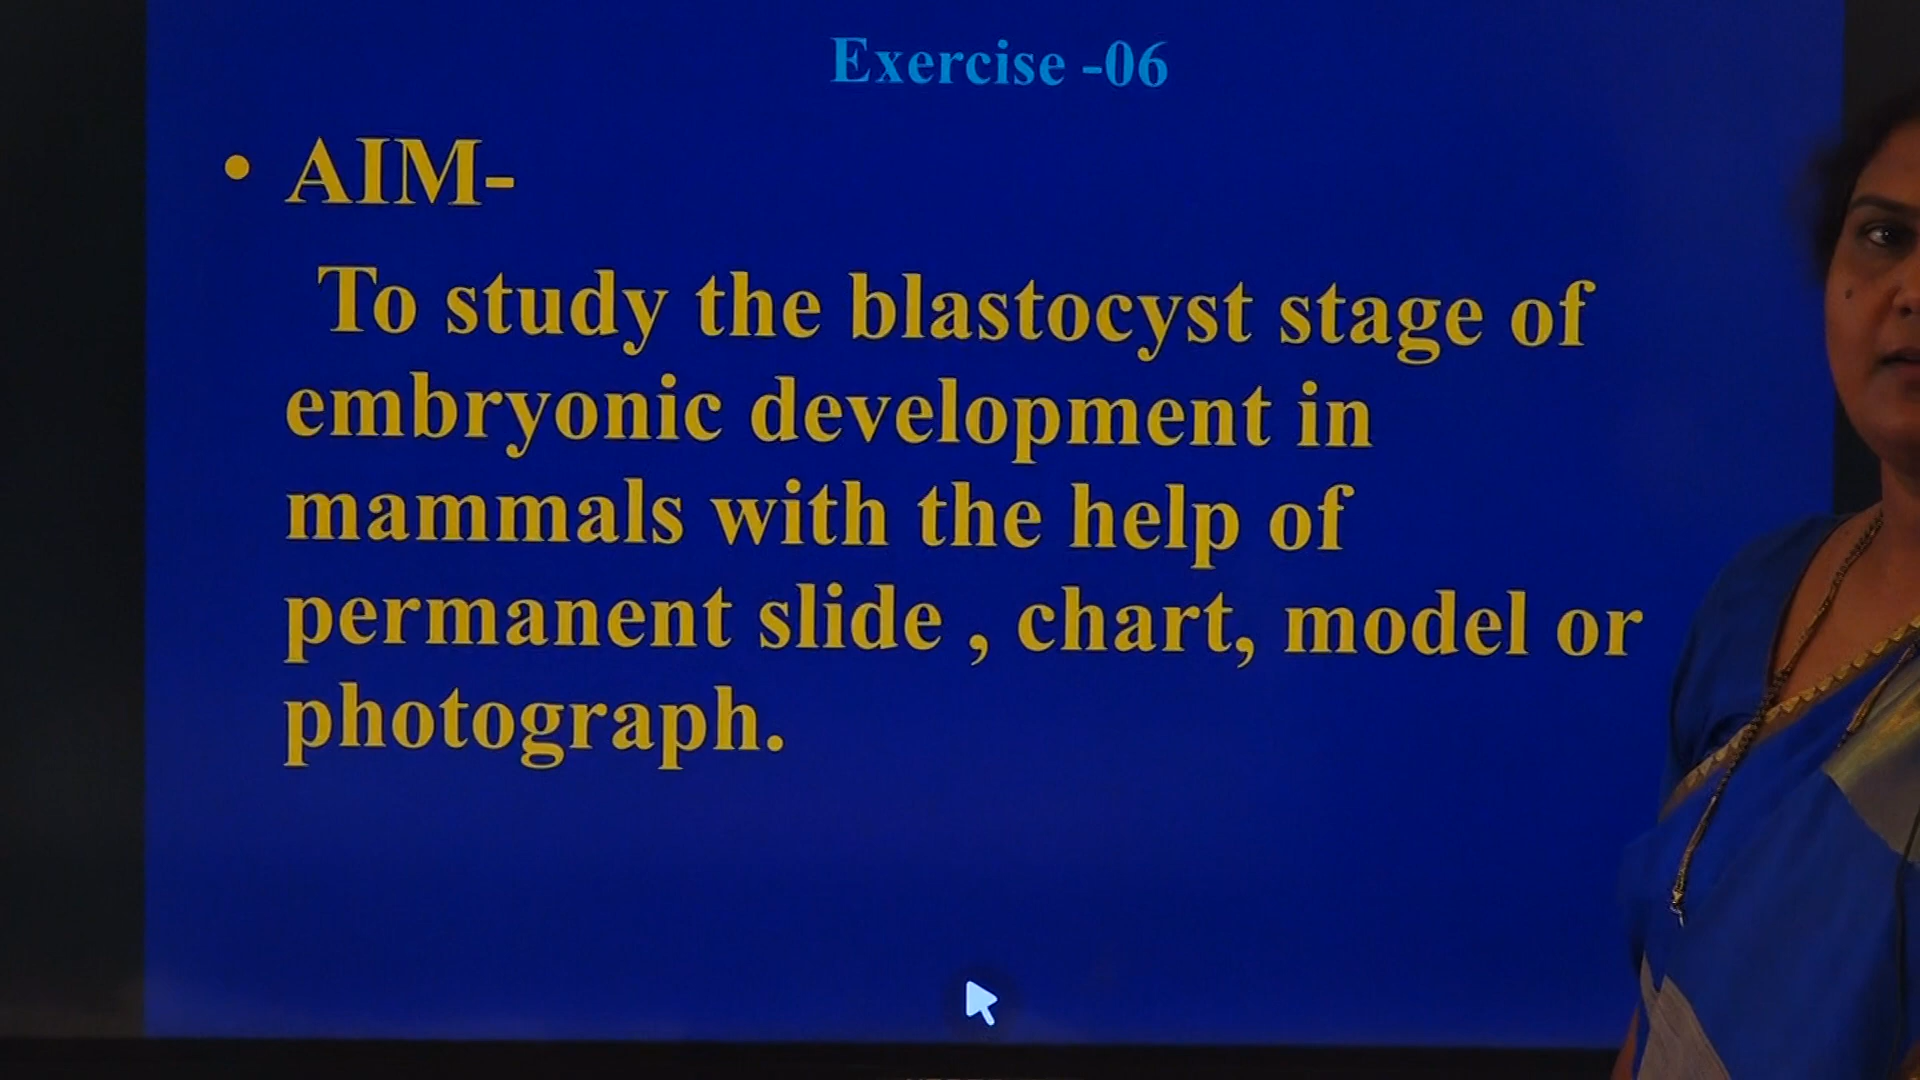 Exercise -06
• AIM-
To study the blastocyst stage of
embryonic development in
mammals with the help of
permanent slide , chart, model or
photograph.